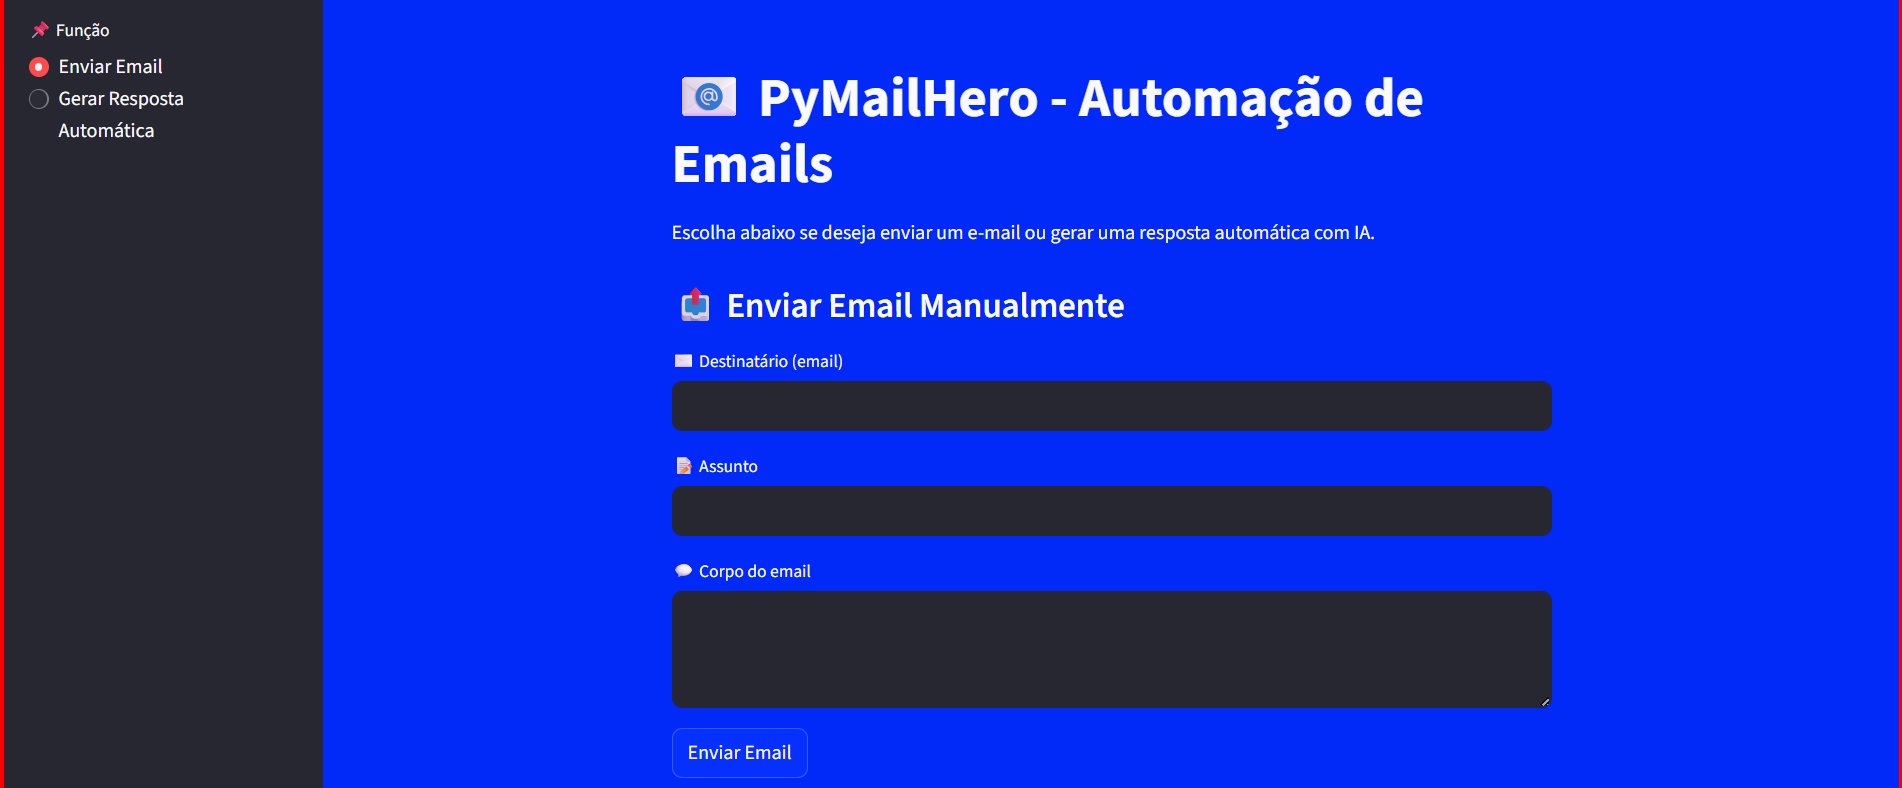 📌 Função
Enviar Email
Gerar Resposta
Automática
📧 PyMailHero - Automação de
Emails
Escolha abaixo se deseja enviar um e-mail ou gerar uma resposta automática com IA.
📤 Enviar Email Manualmente
✉️ Destinatário (email)
📝 Assunto
💬 Corpo do email
Enviar Email